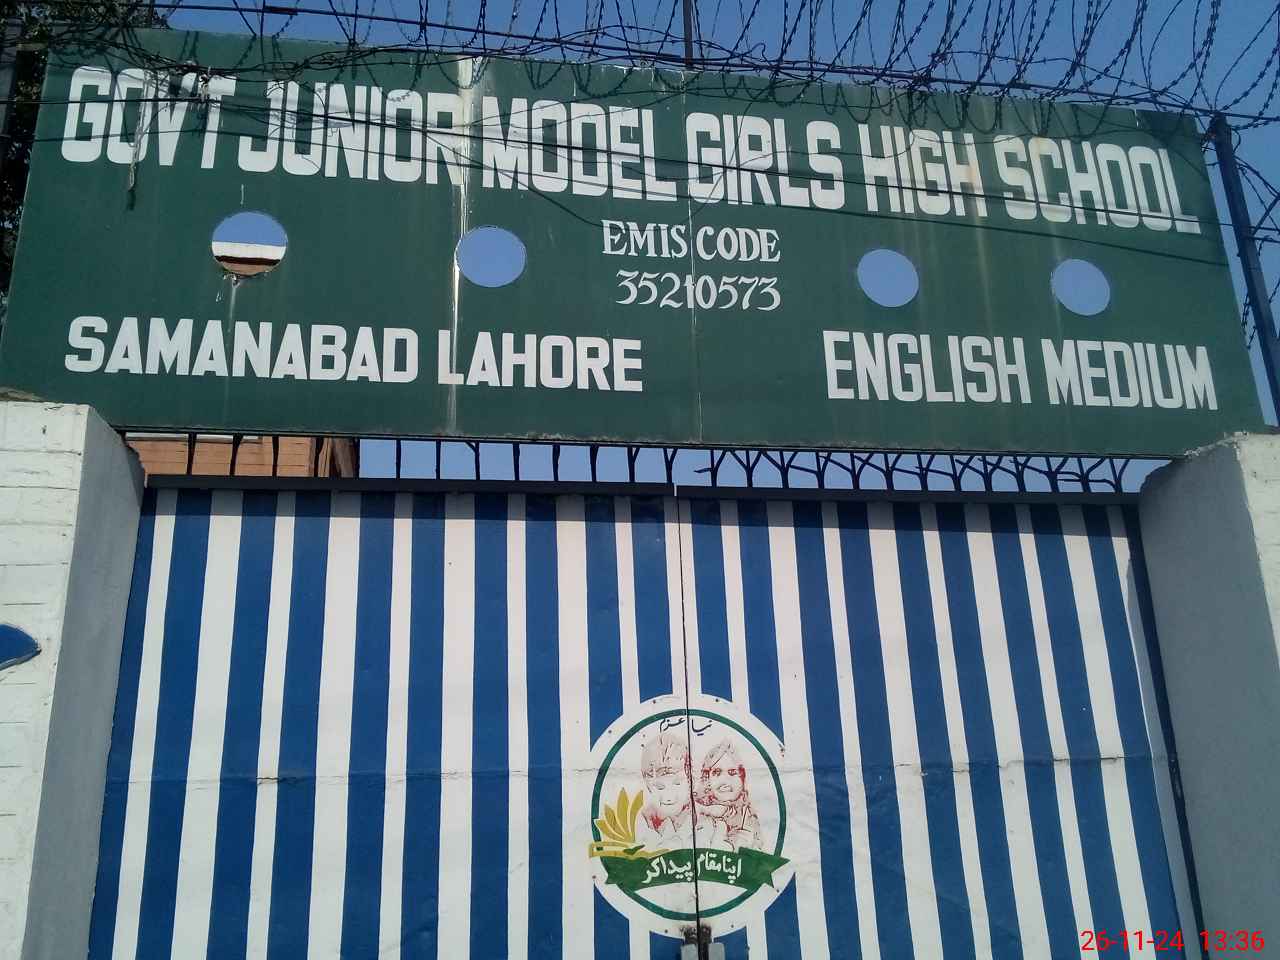 GOVT JUNIOR MODEL GIRLS HIGH SCHOOL
EMIS CODE
35210573
SAMANABAD LAHORE
ENGLISH MEDIUM
نیا عزم
اپنا مقام پیدا کر
26-11-24 13:36